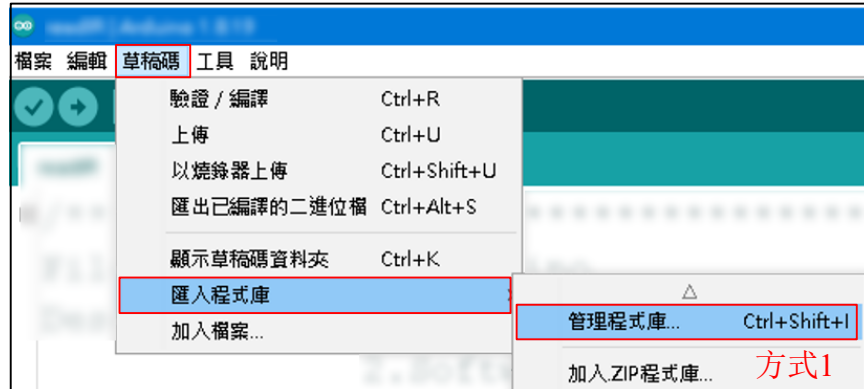 檔案 編輯 草稿碼 工具 說明
驗證 / 編譯 Ctrl+R
上傳 Ctrl+U
以燒錄器上傳 Ctrl+Shift+U
匯出已編譯的二進位檔 Ctrl+Alt+S
顯示草稿碼資料夾 Ctrl+K
匯入程式庫
加入檔案...
△
管理程式庫... Ctrl+Shift+I
加入.ZIP程式庫...
方式1